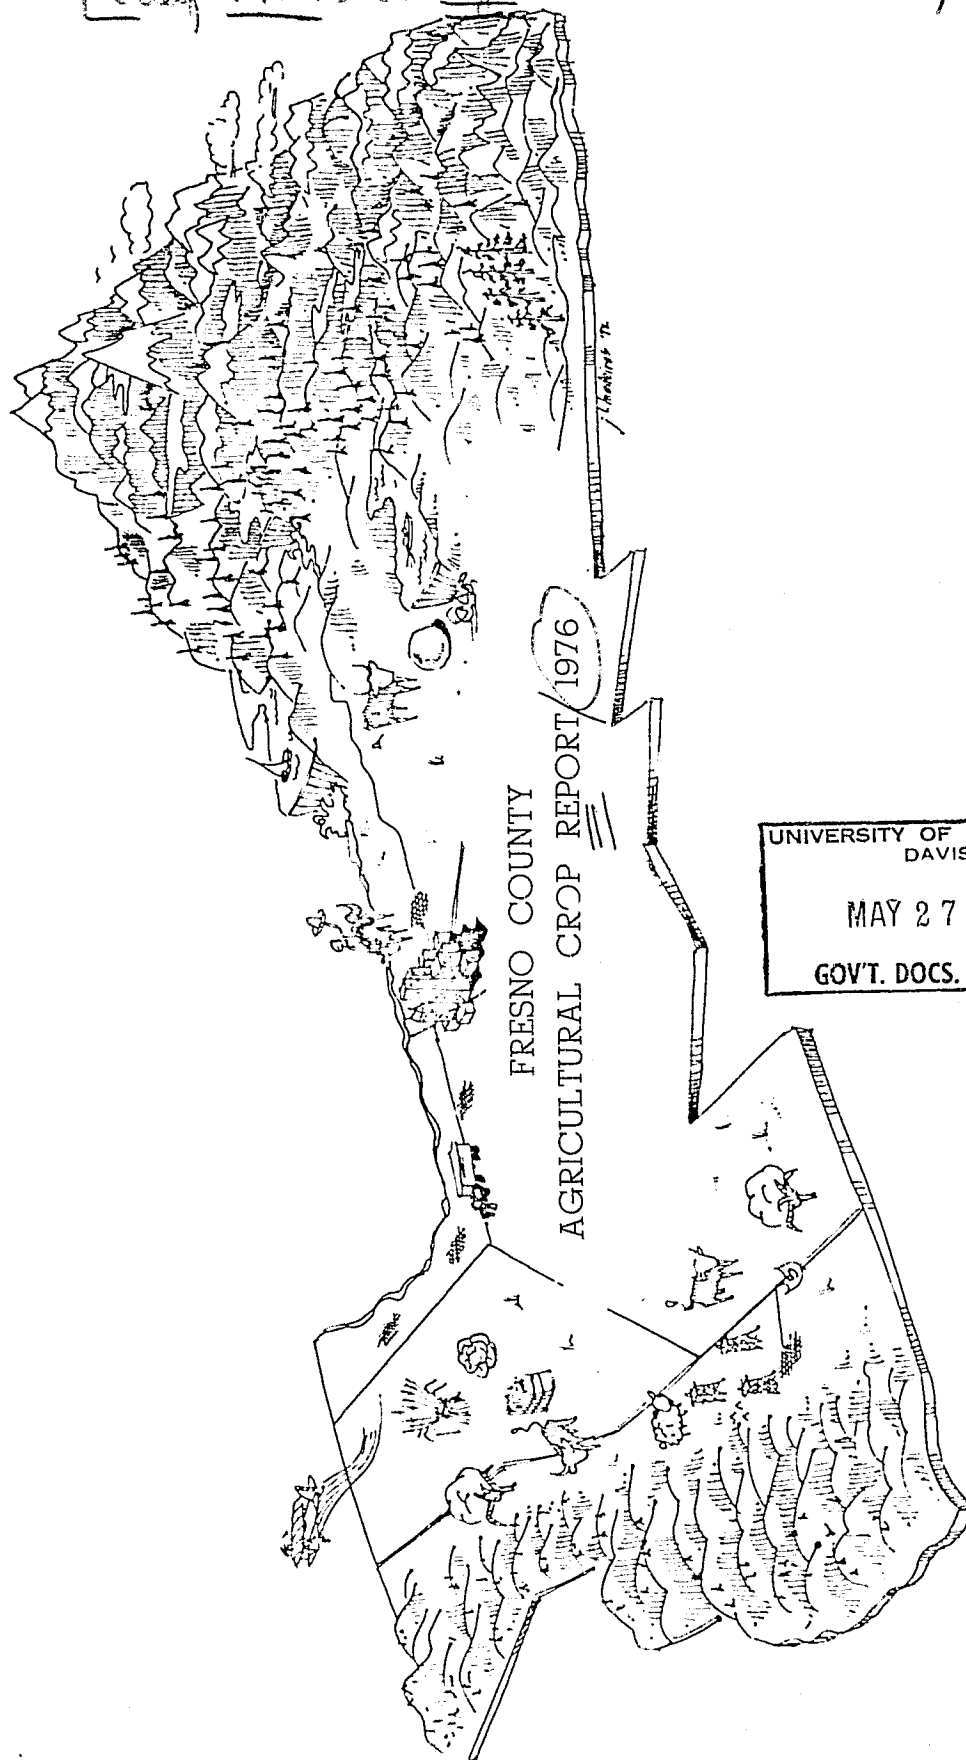 FRESNO COUNTY
AGRICULTURAL CROP REPORT 1976
UNIVERSITY OF
DAVIS
MAY 27
GOV'T. DOCS.